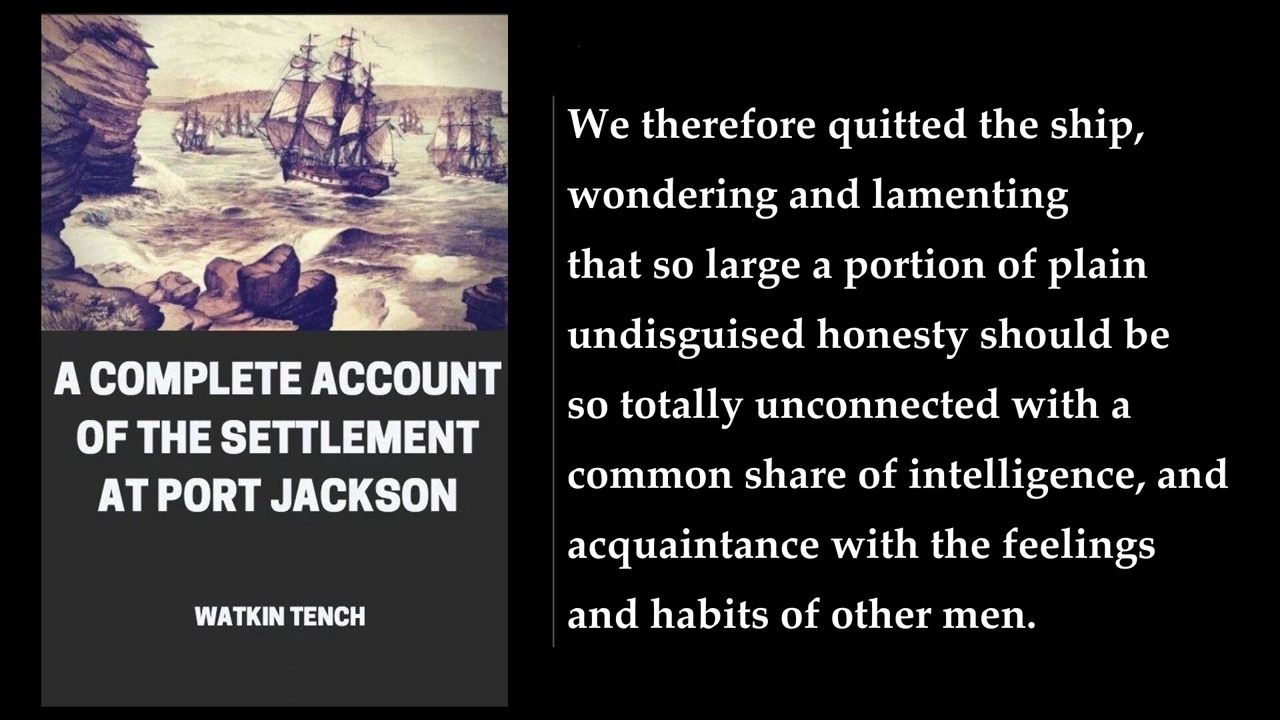 A COMPLETE ACCOUNT
OF THE SETTLEMENT
AT PORT JACKSON
WATKIN TENCH
We therefore quitted the ship,
wondering and lamenting
that so large a portion of plain
undisguised honesty should be
so totally unconnected with a
common share of intelligence, and
acquaintance with the feelings
and habits of other men.